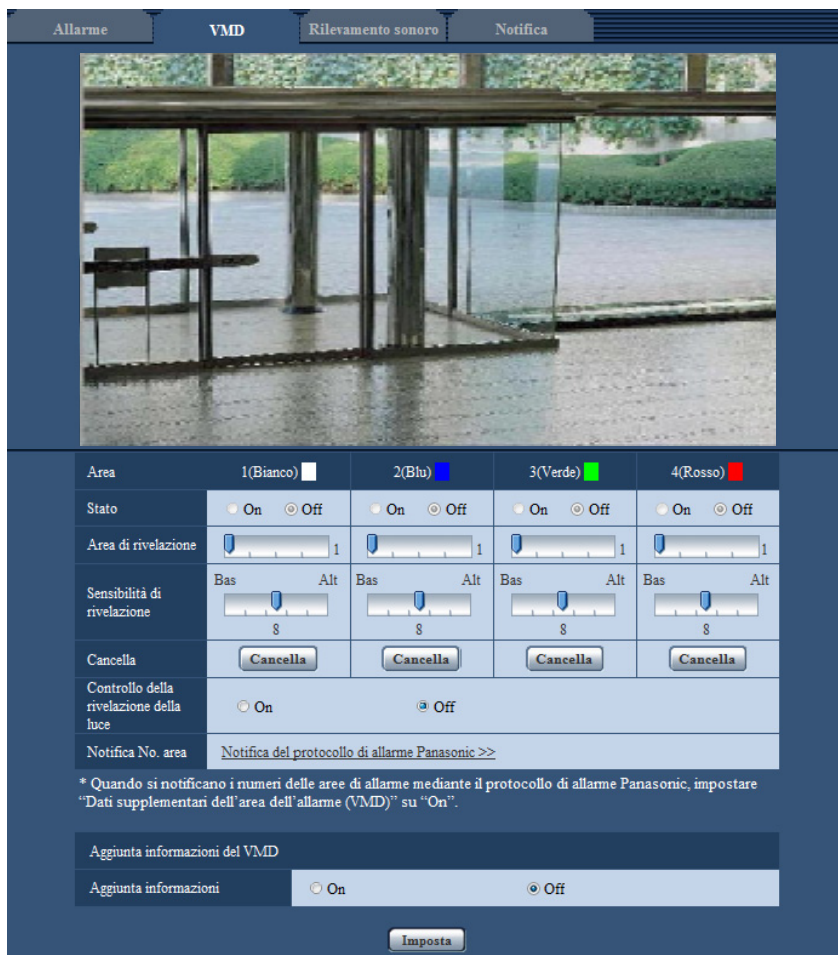 Allarme VMD Rilevamento sonoro Notifica
Area 1(Bianco) 2(Blu) 3(Verde) 4(Rosso)
Stato On Off On Off On Off On Off
Area di rivelazione 1 1 1 1
Bas Alt Bas Alt Bas Alt Bas Alt
Sensibilità di
rivelazione
8 8 8 8
Cancella Cancella Cancella Cancella Cancella
Controllo della
rivelazione della
luce
On Off
Notifica No. area Notifica del protocollo di allarme Panasonic >>
* Quando si notificano i numeri delle aree di allarme mediante il protocollo di allarme Panasonic, impostare
“Dati supplementari dell’area dell’allarme (VMD)” su “On”.
Aggiunta informazioni del VMD
Aggiunta informazioni On Off
Imposta